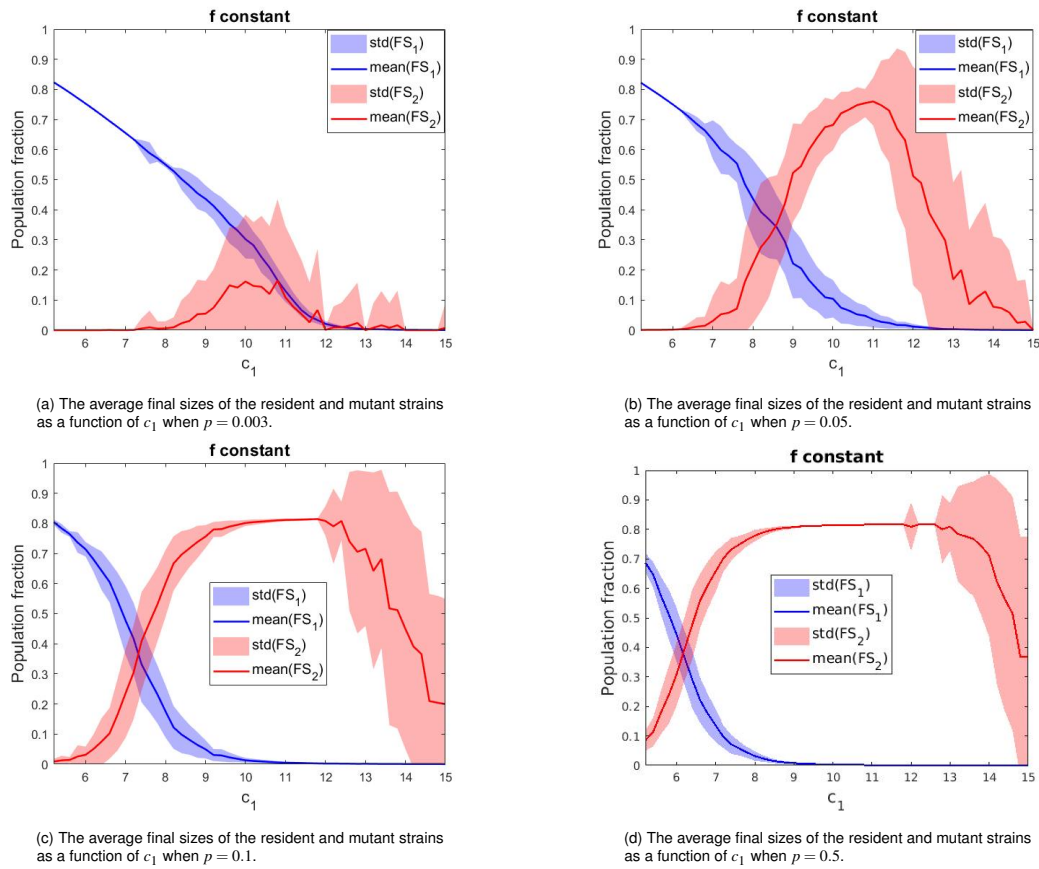 f constant
1
0.9
0.8
0.7
0.6
0.5
0.4
0.3
0.2
0.1
0
Population fraction
6 7 8 9 10 11 12 13 14 15
c₁
std(FS₁)
mean(FS₁)
std(FS₂)
mean(FS₂)
(a) The average final sizes of the resident and mutant strains
as a function of c₁ when p = 0.003.
f constant
1
0.9
0.8
0.7
0.6
0.5
0.4
0.3
0.2
0.1
0
Population fraction
6 7 8 9 10 11 12 13 14 15
c₁
std(FS₁)
mean(FS₁)
std(FS₂)
mean(FS₂)
(b) The average final sizes of the resident and mutant strains
as a function of c₁ when p = 0.05.
f constant
1
0.9
0.8
0.7
0.6
0.5
0.4
0.3
0.2
0.1
0
Population fraction
6 7 8 9 10 11 12 13 14 15
c₁
std(FS₁)
mean(FS₁)
std(FS₂)
mean(FS₂)
(c) The average final sizes of the resident and mutant strains
as a function of c₁ when p = 0.1.
f constant
1
0.9
0.8
0.7
0.6
0.5
0.4
0.3
0.2
0.1
0
Population fraction
6 7 8 9 10 11 12 13 14 15
c₁
std(FS₁)
mean(FS₁)
std(FS₂)
mean(FS₂)
(d) The average final sizes of the resident and mutant strains
as a function of c₁ when p = 0.5.